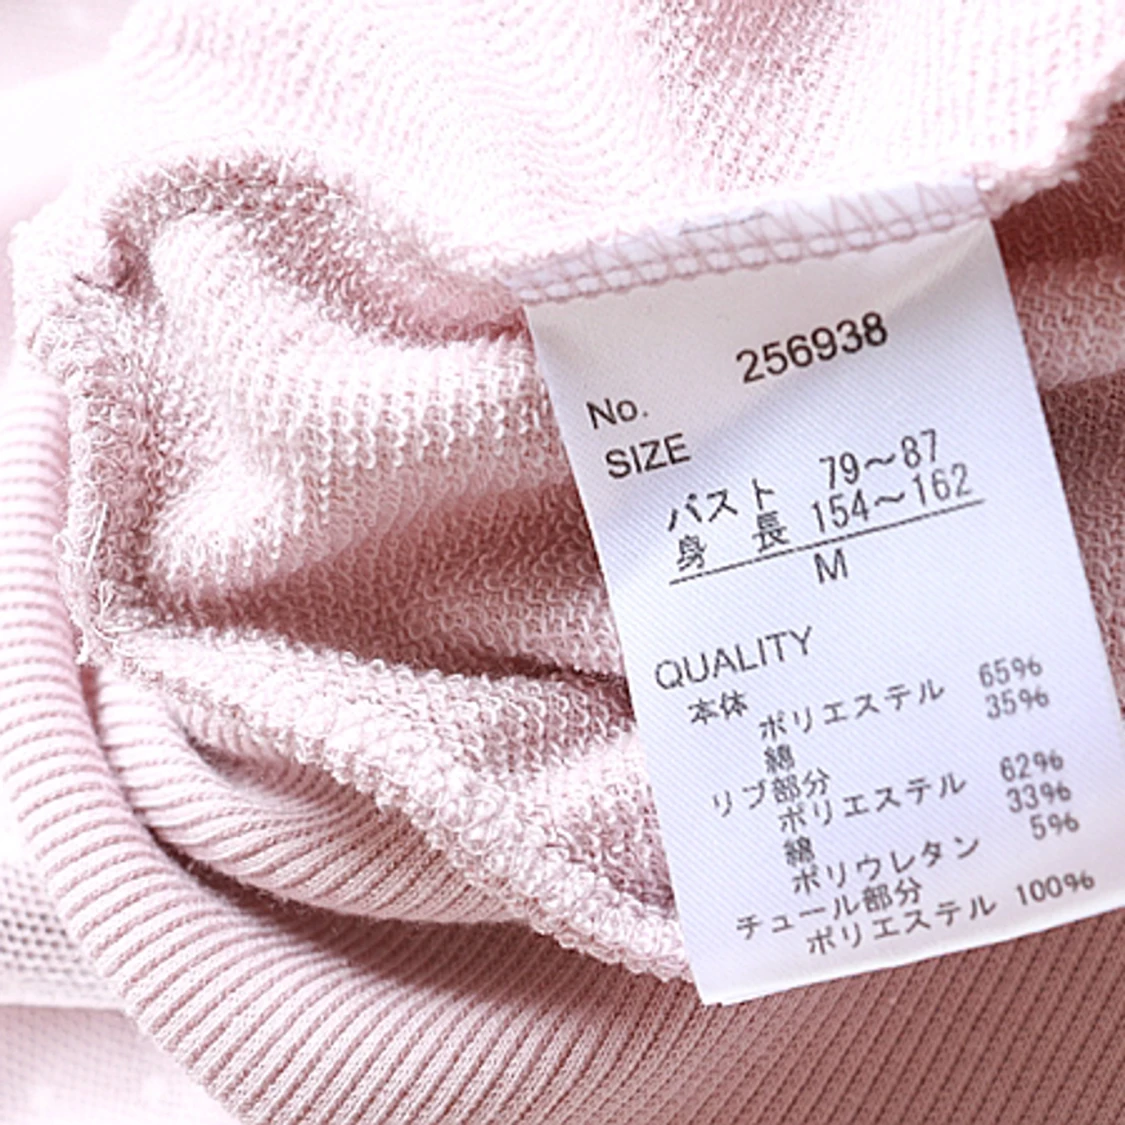 256938
No.
SIZE
バスト 79～87
身 長 154～162
M
QUALITY
本体
ポリエステル 65%
綿 35%
リブ部分
ポリエステル 62%
綿 33%
ポリウレタン 5%
チュール部分
ポリエステル 100%